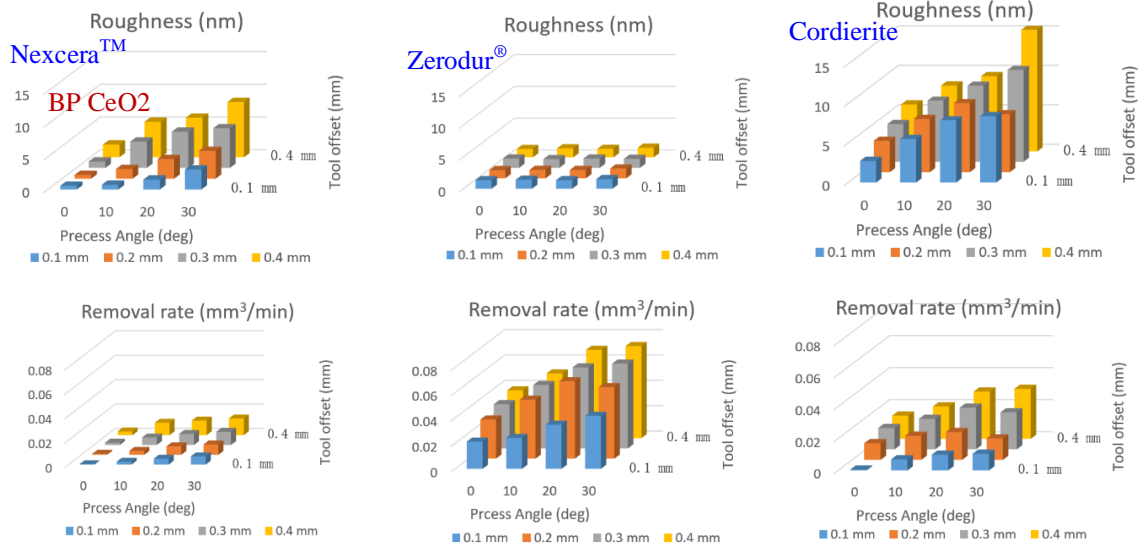 Roughness (nm)
Nexcera™
BP CeO2
15
10
5
0
0 10 20 30
Precess Angle (deg)
0.4 mm
0.1 mm
Tool offset (mm)
0.1 mm 0.2 mm 0.3 mm 0.4 mm
Roughness (nm)
Zerodur®
15
10
5
0
0 10 20 30
Precess Angle (deg)
0.4 mm
0.1 mm
Tool offset (mm)
0.1 mm 0.2 mm 0.3 mm 0.4 mm
Roughness (nm)
Cordierite
15
10
5
0
0 10 20 30
Precess Angle (deg)
0.4 mm
0.1 mm
Tool offset (mm)
0.1 mm 0.2 mm 0.3 mm 0.4 mm
Removal rate (mm³/min)
0.08
0.06
0.04
0.02
0
0 10 20 30
Prcess Angle (deg)
0.4 mm
0.1 mm
Tool offset (mm)
0.1 mm 0.2 mm 0.3 mm 0.4 mm
Removal rate (mm³/min)
0.08
0.06
0.04
0.02
0
0 10 20 30
Prcess Angle (deg)
0.4 mm
0.1 mm
Tool offset (mm)
0.1 mm 0.2 mm 0.3 mm 0.4 mm
Removal rate (mm³/min)
0.08
0.06
0.04
0.02
0
0 10 20 30
Prcess Angle (deg)
0.4 mm
0.1 mm
Tool offset (mm)
0.1 mm 0.2 mm 0.3 mm 0.4 mm